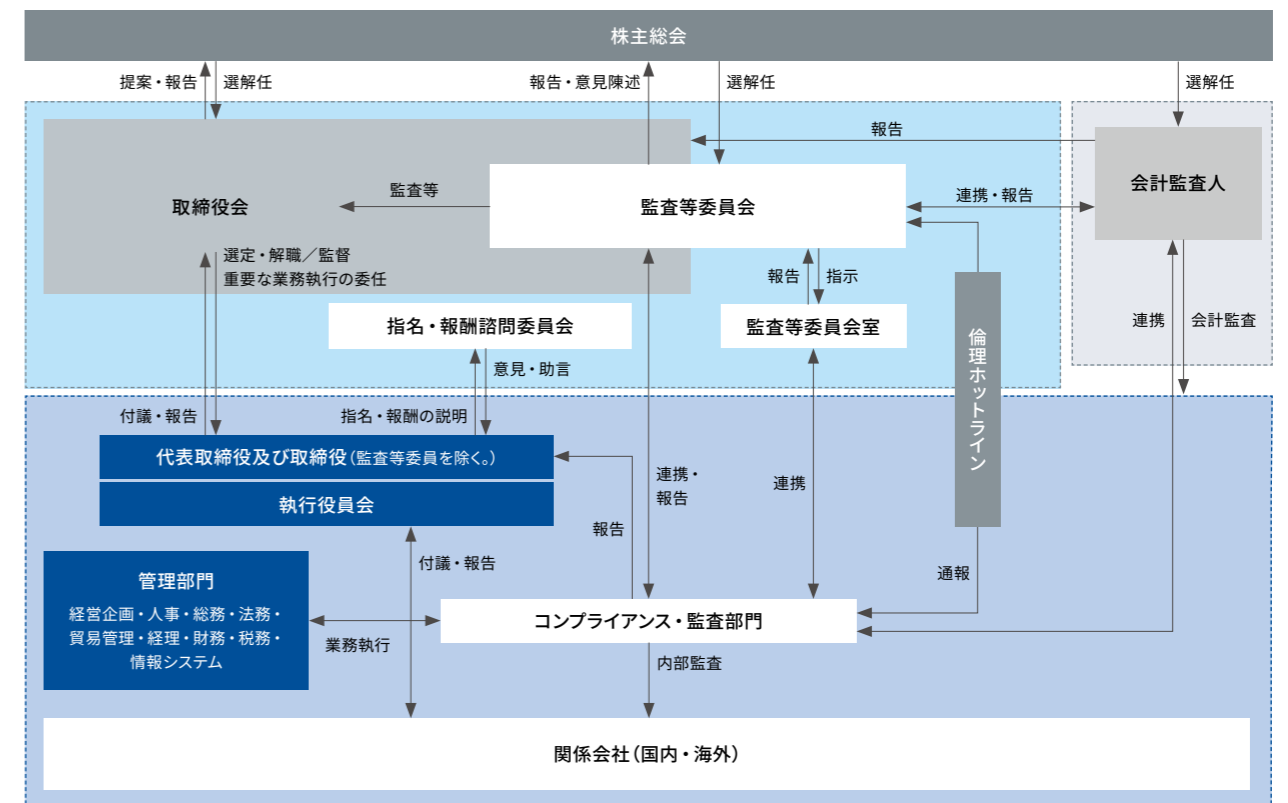 株主総会
提案・報告
選解任
報告・意見陳述
選解任
選解任
報告
取締役会
監査等
監査等委員会
連携・報告
会計監査人
選定・解職／監督
重要な業務執行の委任
報告
指示
指名・報酬諮問委員会
監査等委員会室
倫理ホットライン
連携
会計監査
意見・助言
付議・報告
指名・報酬の説明
代表取締役及び取締役（監査等委員を除く。）
執行役員会
連携・
報告
連携
報告
付議・報告
通報
管理部門
経営企画・人事・総務・法務・
貿易管理・経理・財務・税務・
情報システム
業務執行
コンプライアンス・監査部門
内部監査
関係会社（国内・海外）